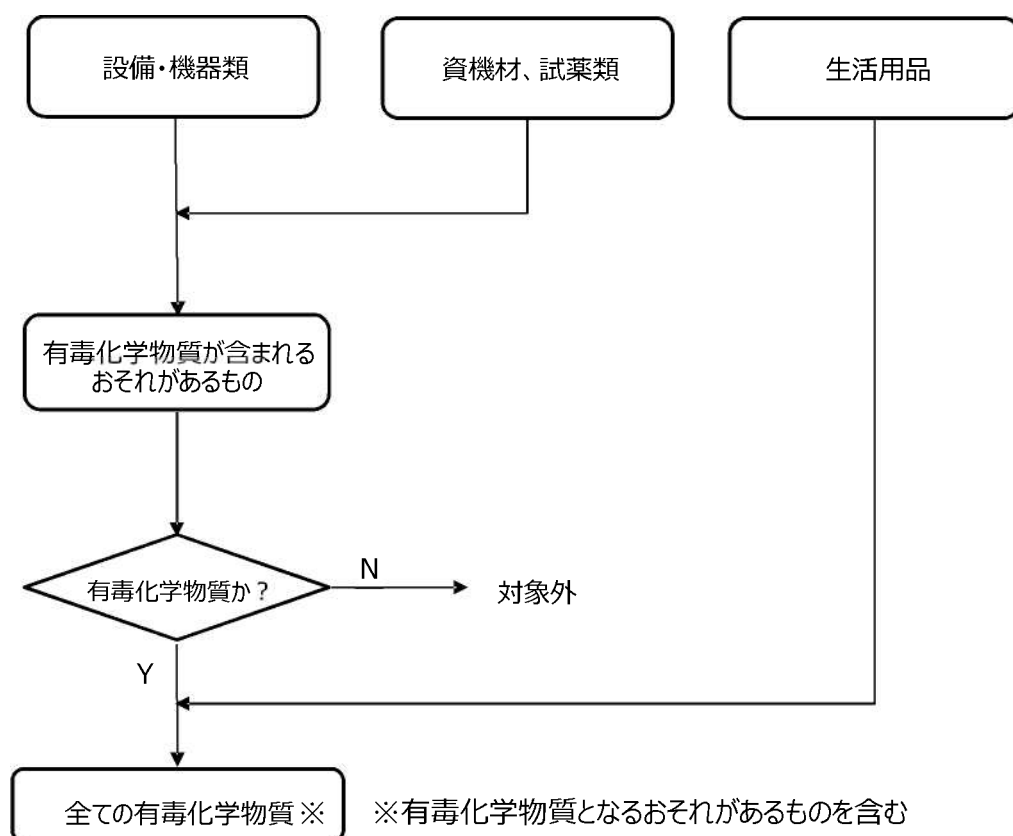 設備・機器類
資機材、試薬類
生活用品
有毒化学物質が含まれる
おそれがあるもの
有毒化学物質か?
N
対象外
Y
全ての有毒化学物質※
※有毒化学物質となるおそれがあるものを含む